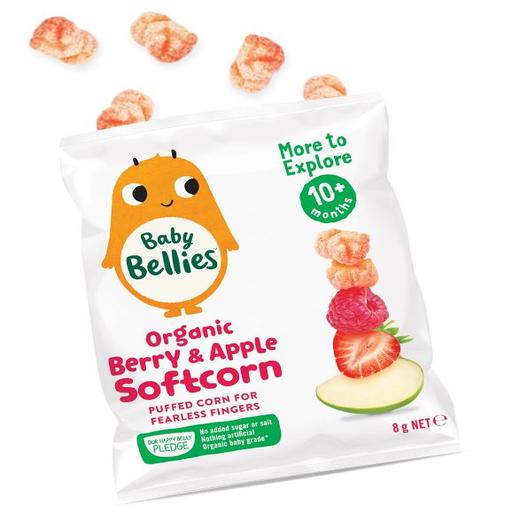 More to
Explore
10+
months
Baby
Bellies™
Organic
Berry & Apple
Softcorn
PUFFED CORN FOR
FEARLESS FINGERS
OUR HAPPY BELLY
PLEDGE
No added sugar or salt
Nothing artificial
Organic baby grade*
8 g NET ℮